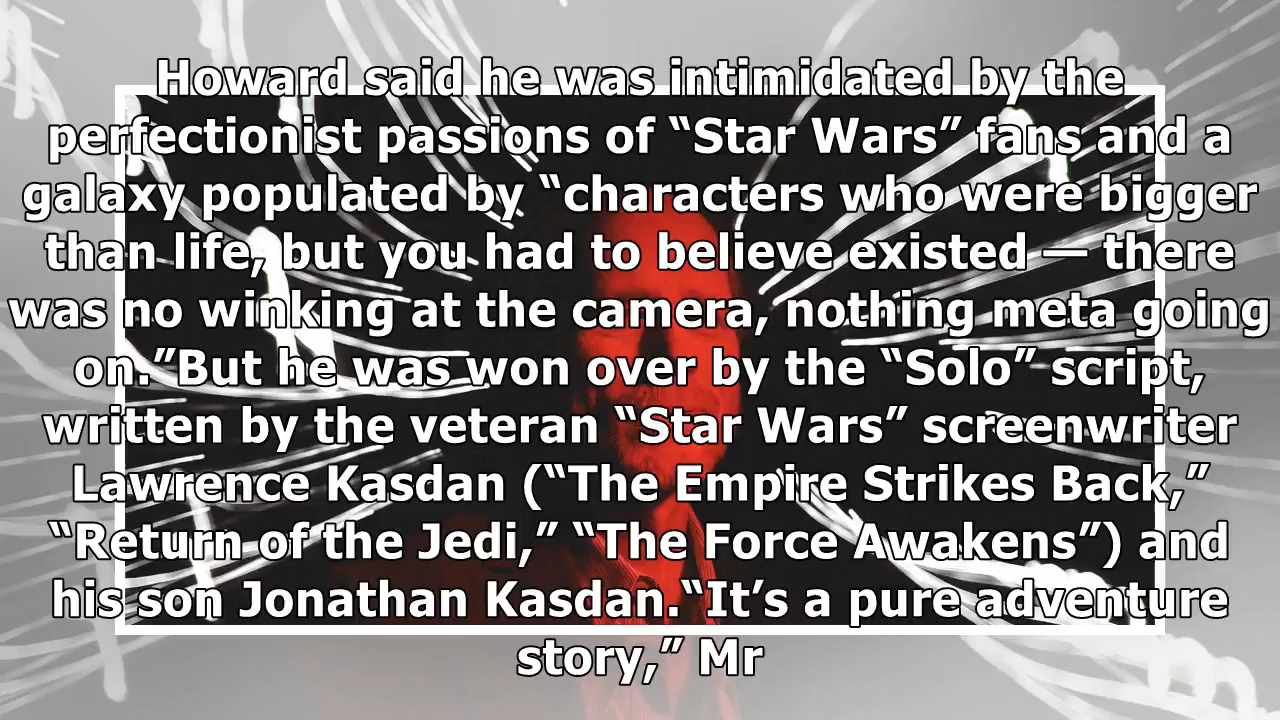 Howard said he was intimidated by the
perfectionist passions of “Star Wars” fans and a
galaxy populated by “characters who were bigger
than life, but you had to believe existed — there
was no winking at the camera, nothing meta going
on.”But he was won over by the “Solo” script,
written by the veteran “Star Wars” screenwriter
Lawrence Kasdan (“The Empire Strikes Back,”
“Return of the Jedi,” “The Force Awakens”) and
his son Jonathan Kasdan.“It’s a pure adventure
story,” Mr